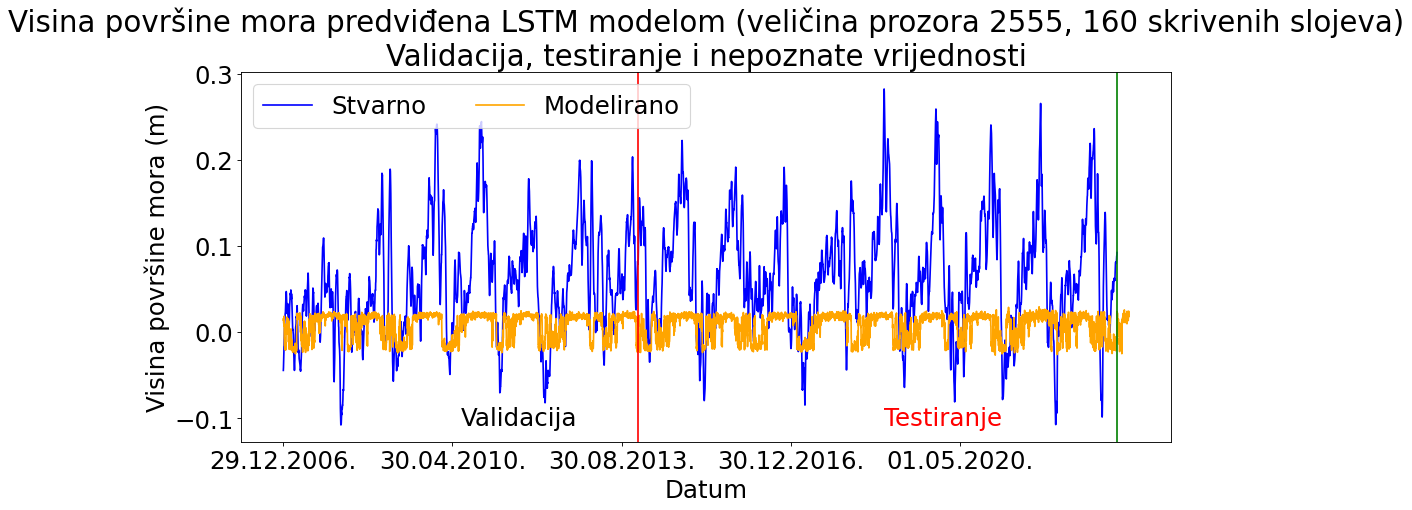 Visina površine mora predviđena LSTM modelom (veličina prozora 2555, 160 skrivenih slojeva)
Validacija, testiranje i nepoznate vrijednosti
Stvarno
Modelirano
Visina površine mora (m)
0.3
0.2
0.1
0.0
−0.1
Validacija
Testiranje
29.12.2006.
30.04.2010.
30.08.2013.
30.12.2016.
01.05.2020.
Datum